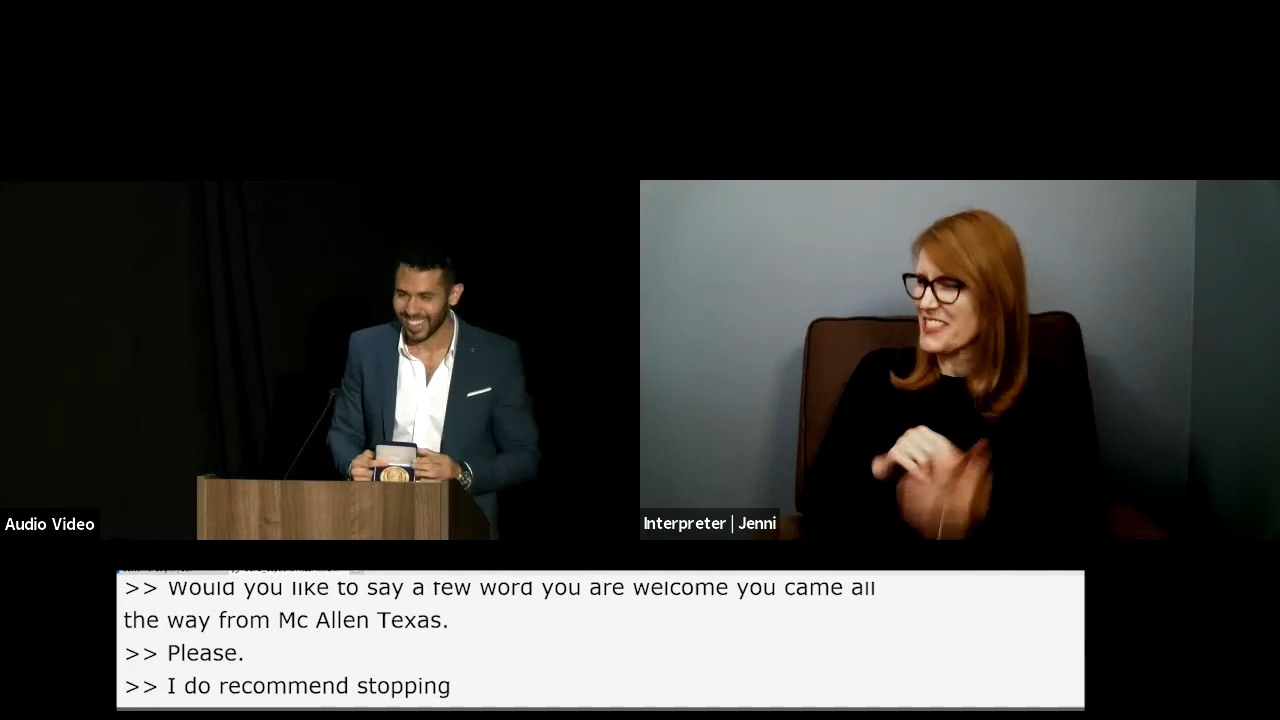 Audio Video
Interpreter | Jenni
>> Would you like to say a few word you are welcome you came all
the way from Mc Allen Texas.
>> Please.
>> I do recommend stopping